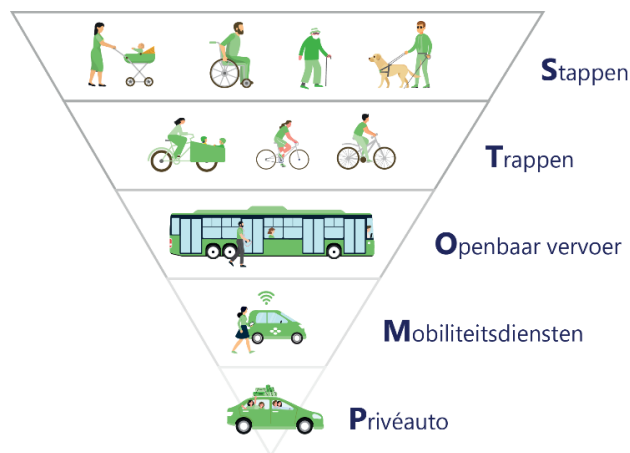 Stappen
Trappen
Openbaar vervoer
Mobiliteitsdiensten
Privéauto